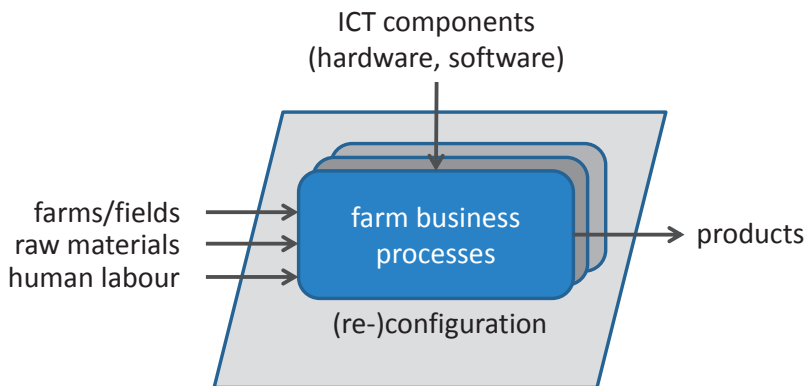 ICT components
(hardware, software)
farms/fields
raw materials
human labour
farm business
processes
products
(re-)configuration